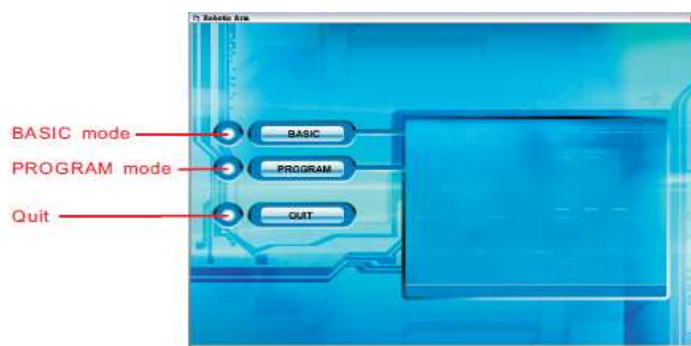 Robotic Arm
BASIC mode
BASIC
PROGRAM mode
PROGRAM
Quit
QUIT